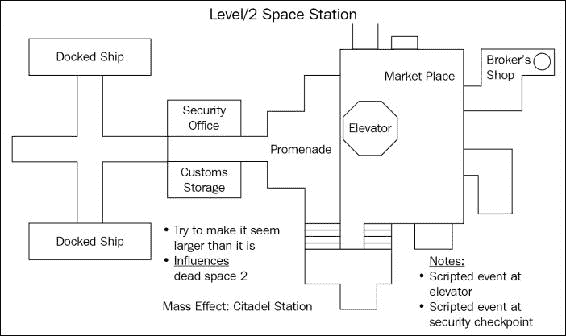 Level/2 Space Station
Docked Ship
Broker's
Shop
Market Place
Security
Office
Elevator
Promenade
Customs
Storage
Docked Ship
• Try to make it seem
larger than it is
• Influences
dead space 2
Mass Effect: Citadel Station
Notes:
• Scripted event at
elevator
• Scripted event at
security checkpoint